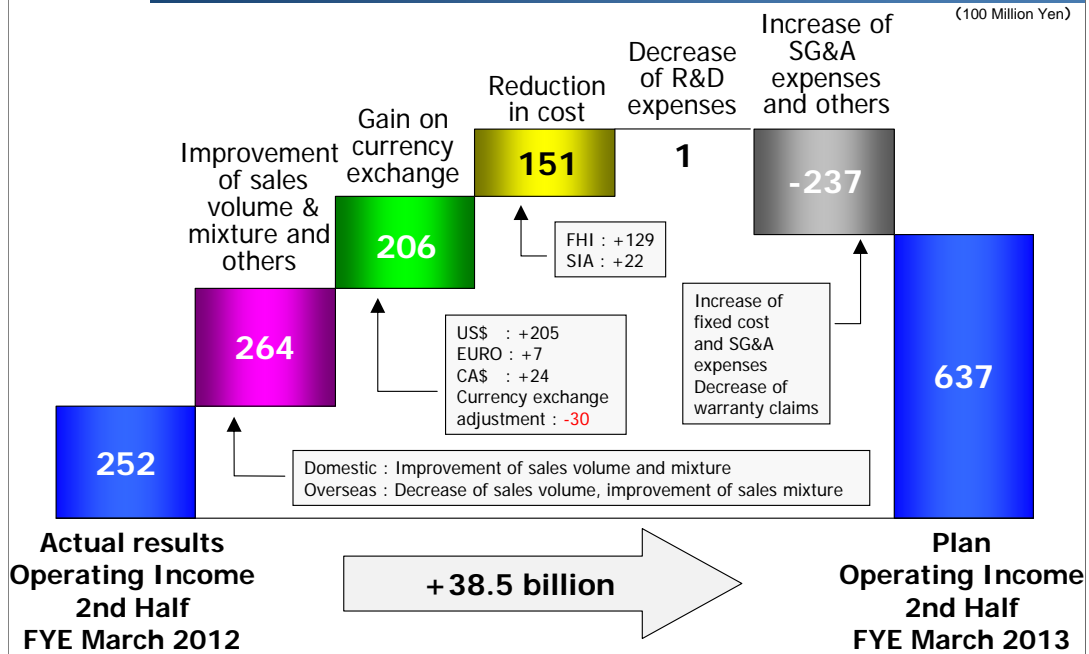 （100 Million Yen）
Improvement
of sales
volume &
mixture and
others
Gain on
currency
exchange
Reduction
in cost
Decrease
of R&D
expenses
Increase of
SG&A
expenses
and others
252
264
206
151
1
-237
637
FHI : +129
SIA : +22
US$ : +205
EURO : +7
CA$ : +24
Currency exchange
adjustment : -30
Increase of
fixed cost
and SG&A
expenses
Decrease of
warranty claims
Domestic : Improvement of sales volume and mixture
Overseas : Decrease of sales volume, improvement of sales mixture
Actual results
Operating Income
2nd Half
FYE March 2012
+38.5 billion
Plan
Operating Income
2nd Half
FYE March 2013